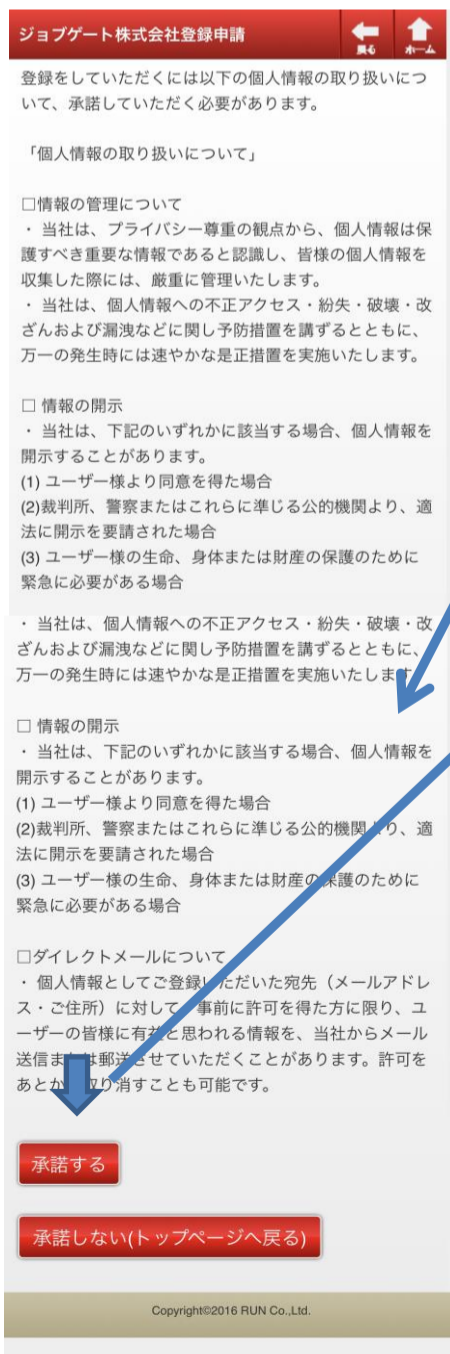 ジョブゲート株式会社登録申請
戻る
ホーム
登録をしていただくには以下の個人情報の取り扱いにつ
いて、承諾していただく必要があります。
「個人情報の取り扱いについて」
□情報の管理について
・ 当社は、プライバシー尊重の観点から、個人情報は保
護すべき重要な情報であると認識し、皆様の個人情報を
収集した際には、厳重に管理いたします。
・ 当社は、個人情報への不正アクセス・紛失・破壊・改
ざんおよび漏洩などに関し予防措置を講ずるとともに、
万一の発生時には速やかな是正措置を実施いたします。
□ 情報の開示
・ 当社は、下記のいずれかに該当する場合、個人情報を
開示することがあります。
(1) ユーザー様より同意を得た場合
(2)裁判所、警察またはこれらに準じる公的機関より、適
法に開示を要請された場合
(3) ユーザー様の生命、身体または財産の保護のために
緊急に必要がある場合
・ 当社は、個人情報への不正アクセス・紛失・破壊・改
ざんおよび漏洩などに関し予防措置を講ずるとともに、
万一の発生時には速やかな是正措置を実施いたします
□ 情報の開示
・ 当社は、下記のいずれかに該当する場合、個人情報を
開示することがあります。
(1) ユーザー様より同意を得た場合
(2)裁判所、警察またはこれらに準じる公的機関より、適
法に開示を要請された場合
(3) ユーザー様の生命、身体または財産の保護のために
緊急に必要がある場合
□ダイレクトメールについて
・ 個人情報としてご登録いただいた宛先（メールアドレ
ス・ご住所）に対して、事前に許可を得た方に限り、ユ
ーザーの皆様に有益と思われる情報を、当社からメール
送信または郵送させていただくことがあります。許可を
あとから取り消すことも可能です。
承諾する
承諾しない(トップページへ戻る)
Copyright©2016 RUN Co.,Ltd.